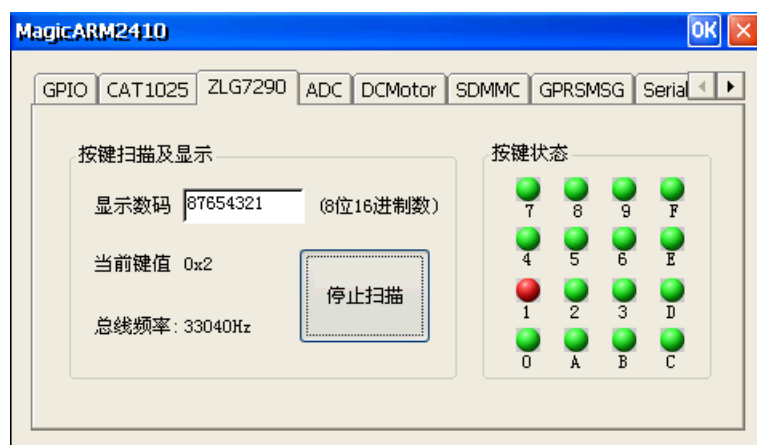 MagicARM2410 OK
GPIO CAT1025 ZLG7290 ADC DCMotor SDMMC GPRSMSG Serial
按键扫描及显示
显示数码 87654321 (8位16进制数)
当前键值 0x2
停止扫描
总线频率: 33040Hz
按键状态
7 8 9 F
4 5 6 E
1 2 3 D
0 A B C